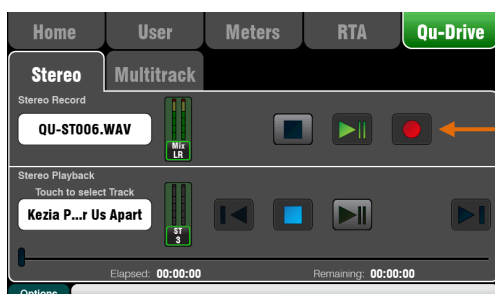 Home User Meters RTA Qu-Drive
Stereo Multitrack
Stereo Record
QU-ST006.WAV
Mix
LR
Stereo Playback
Touch to select Track
Kezia P...r Us Apart
ST
3
Elapsed: 00:00:00 Remaining: 00:00:00
Options